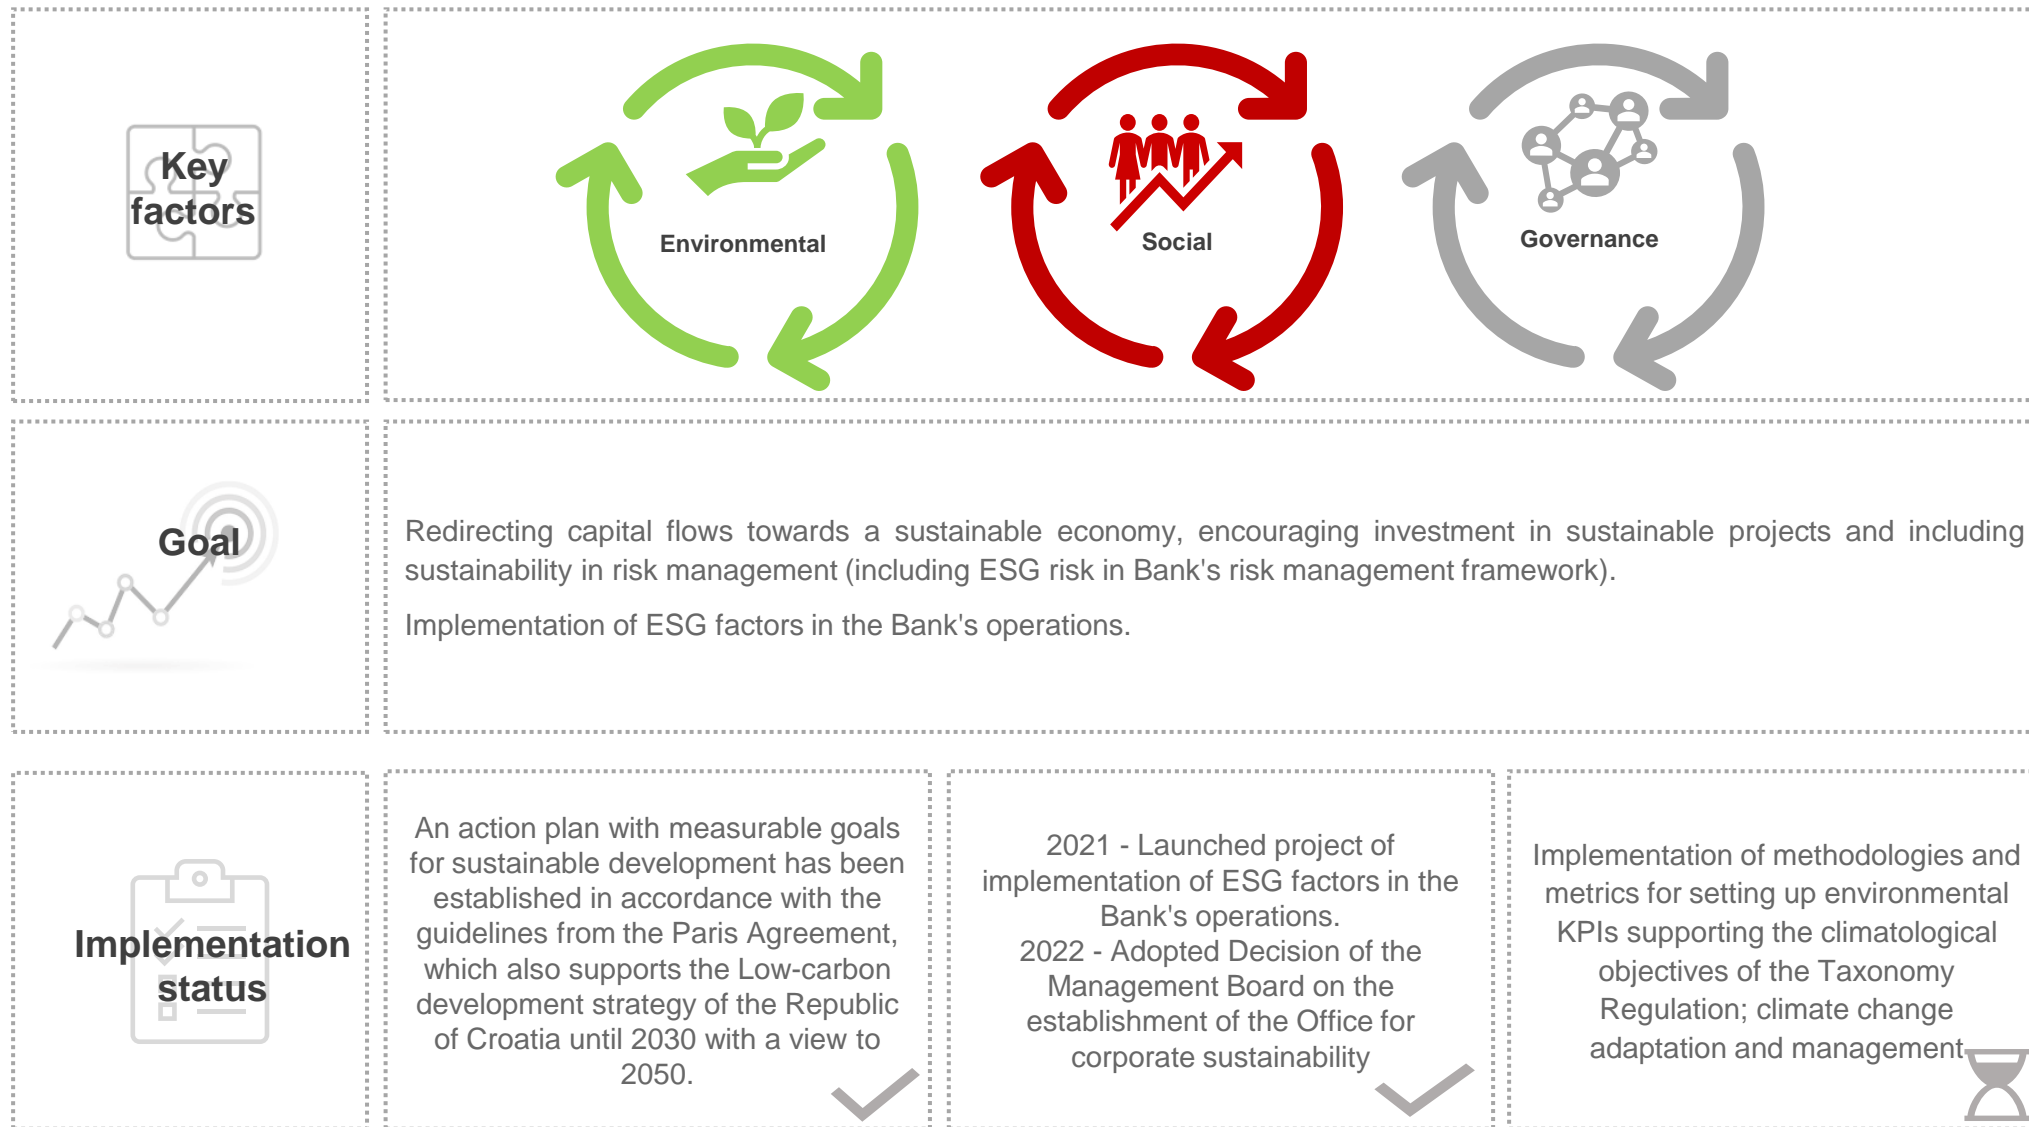 Key
factors
Environmental
Social
Governance
Goal
Redirecting capital flows towards a sustainable economy, encouraging investment in sustainable projects and including
sustainability in risk management (including ESG risk in Bank's risk management framework).
Implementation of ESG factors in the Bank's operations.
Implementation
status
An action plan with measurable goals
for sustainable development has been
established in accordance with the
guidelines from the Paris Agreement,
which also supports the Low-carbon
development strategy of the Republic
of Croatia until 2030 with a view to
2050.
2021 - Launched project of
implementation of ESG factors in the
Bank's operations.
2022 - Adopted Decision of the
Management Board on the
establishment of the Office for
corporate sustainability
Implementation of methodologies and
metrics for setting up environmental
KPIs supporting the climatological
objectives of the Taxonomy
Regulation; climate change
adaptation and management